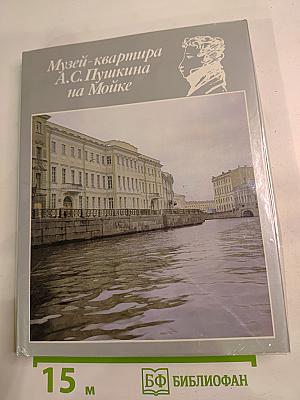 Музей-квартира
А.С.Пушкина
на Мойке
15 м
БФ БИБЛИОФАН